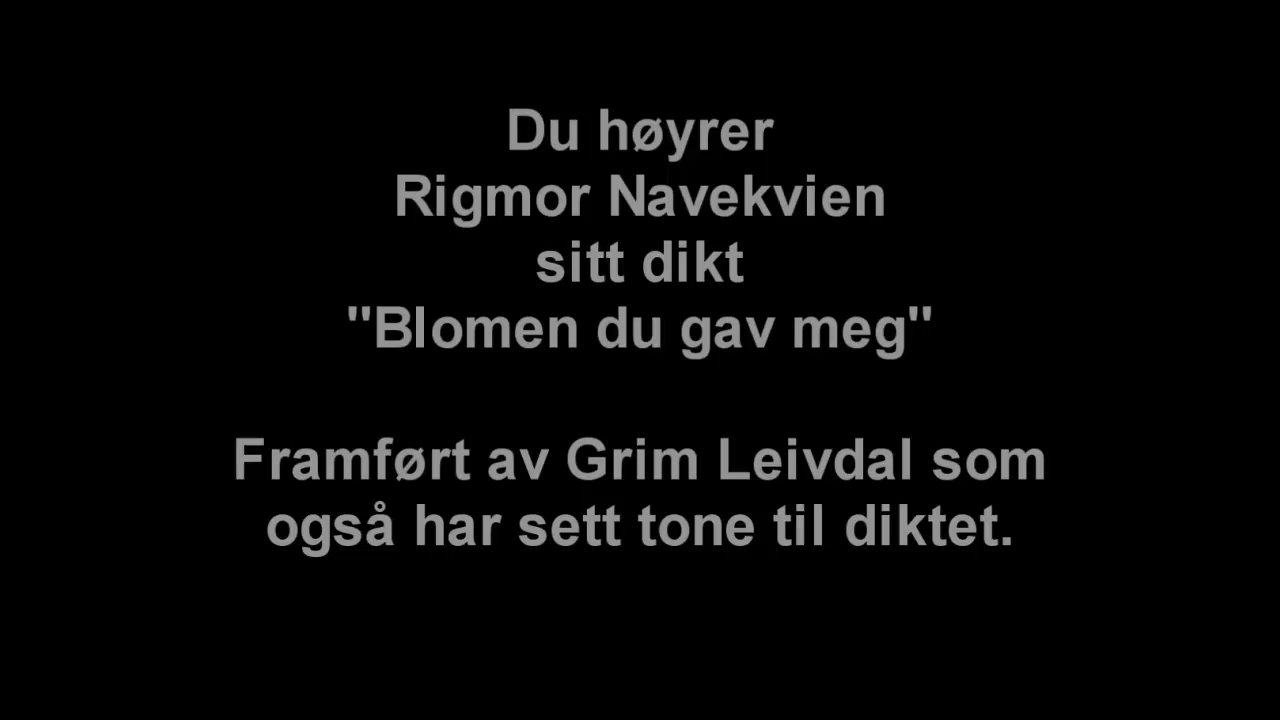 Du høyrer
Rigmor Navekvien
sitt dikt
"Blomen du gav meg"
Framført av Grim Leivdal som
også har sett tone til diktet.